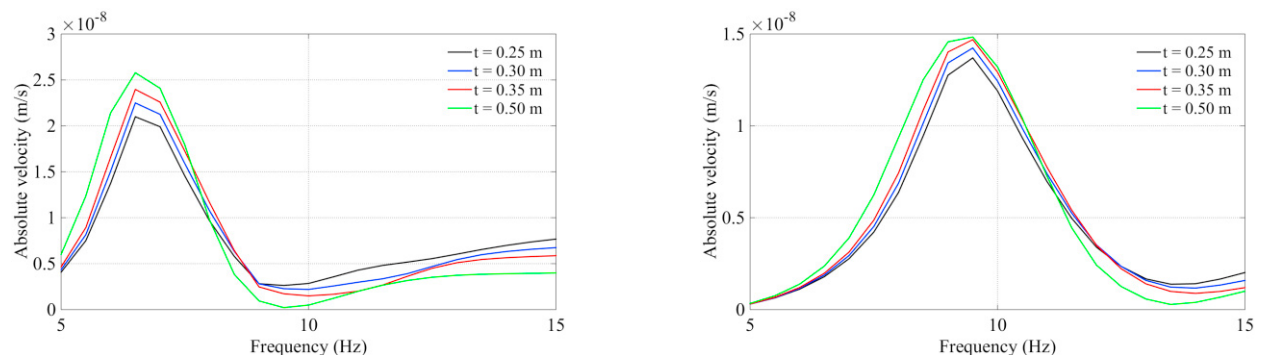 ×10⁻⁸
3
2.5
2
1.5
1
0.5
0
5
10
15
Absolute velocity (m/s)
Frequency (Hz)
t = 0.25 m
t = 0.30 m
t = 0.35 m
t = 0.50 m
×10⁻⁸
1.5
1
0.5
0
5
10
15
Absolute velocity (m/s)
Frequency (Hz)
t = 0.25 m
t = 0.30 m
t = 0.35 m
t = 0.50 m